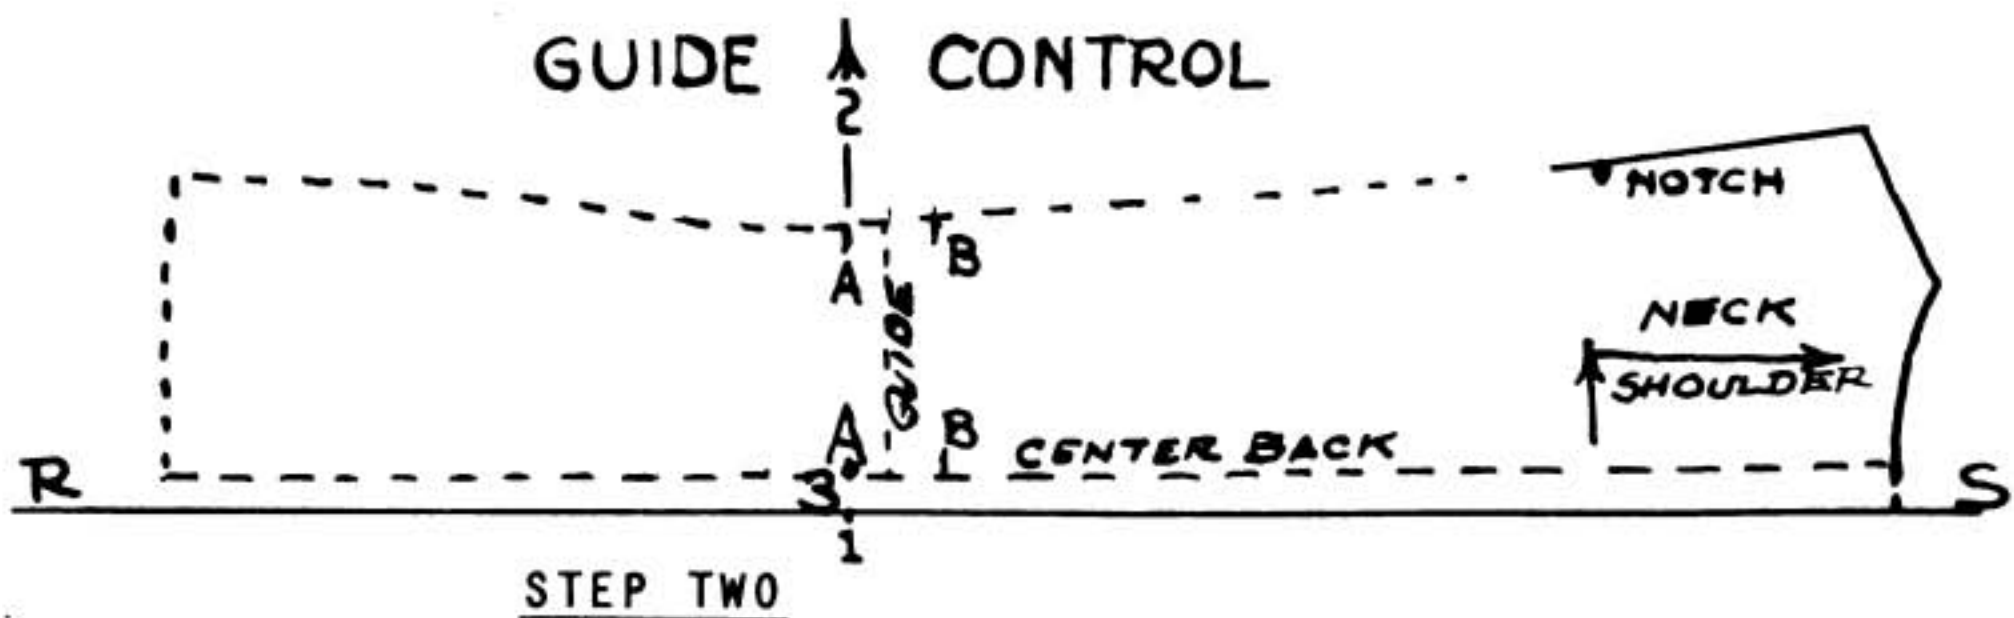 GUIDE CONTROL
2
NOTCH
B
A
GUIDE
NECK
SHOULDER
A
B
CENTER BACK
R
3
S
1
STEP TWO